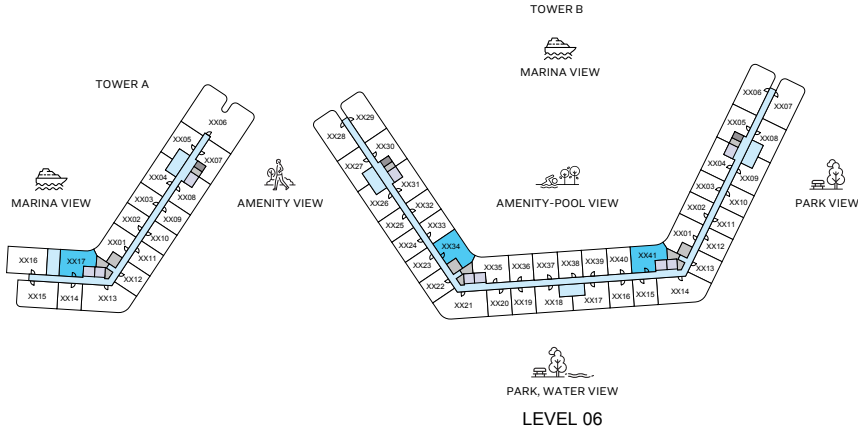 TOWER B
MARINA VIEW
TOWER A
XX06
XX05
XX07
XX04
XX08
XX03
XX09
XX02
XX10
XX01
XX11
XX12
XX16
XX17
XX15
XX14
XX13
MARINA VIEW
AMENITY VIEW
XX29
XX28
XX30
XX27
XX31
XX26
XX32
XX25
XX33
XX24
XX34
XX23
XX22
XX21
XX35
XX36
XX37
XX38
XX39
XX40
XX41
XX20
XX19
XX18
XX17
XX16
XX15
XX14
XX13
XX06
XX07
XX05
XX08
XX04
XX09
XX03
XX10
XX02
XX11
XX01
XX12
AMENITY-POOL VIEW
PARK VIEW
PARK, WATER VIEW
LEVEL 06